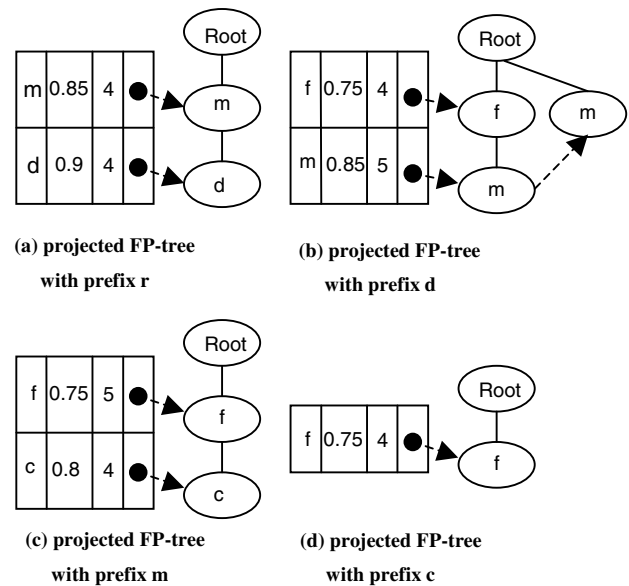 Root
m 0.85 4 m
d 0.9 4 d
(a) projected FP-tree
with prefix r
Root
f 0.75 4 f m
m 0.85 5 m
(b) projected FP-tree
with prefix d
Root
f 0.75 5 f
c 0.8 4 c
(c) projected FP-tree
with prefix m
Root
f 0.75 4 f
(d) projected FP-tree
with prefix c